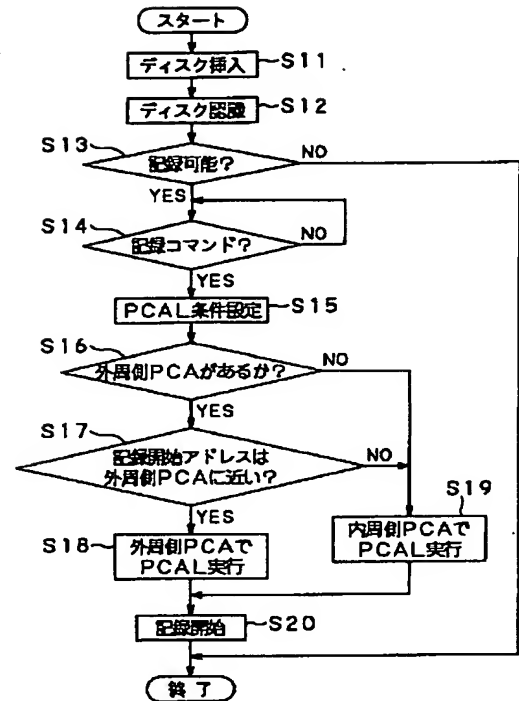 スタート
ディスク挿入
S11
ディスク認識
S12
S13
記録可能?
NO
YES
S14
記録コマンド?
NO
YES
PCAL条件設定
S15
S16
外周側PCAがあるか?
NO
YES
S17
記録開始アドレスは
外周側PCAに近い?
NO
YES
S19
S18
外周側PCAで
PCAL実行
内周側PCAで
PCAL実行
記録開始
S20
終了